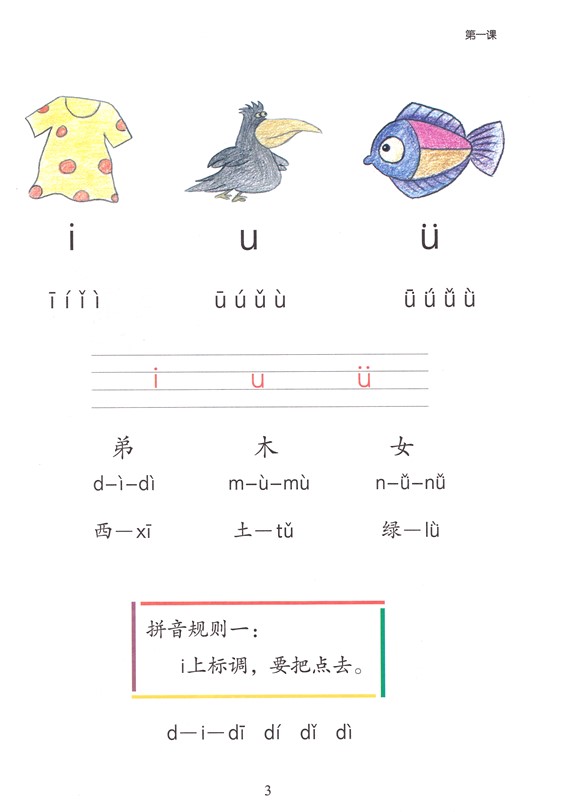 第一课
i u ü
ī í ǐ ì ū ú ǔ ù ǖ ǘ ǚ ǜ
i u ü
弟 木 女
d–ì–dì m–ù–mù n–ǚ–nǚ
西—xī 土—tǔ 绿—lǜ
拼音规则一：
i上标调，要把点去。
d—i—dī dí dǐ dì
3